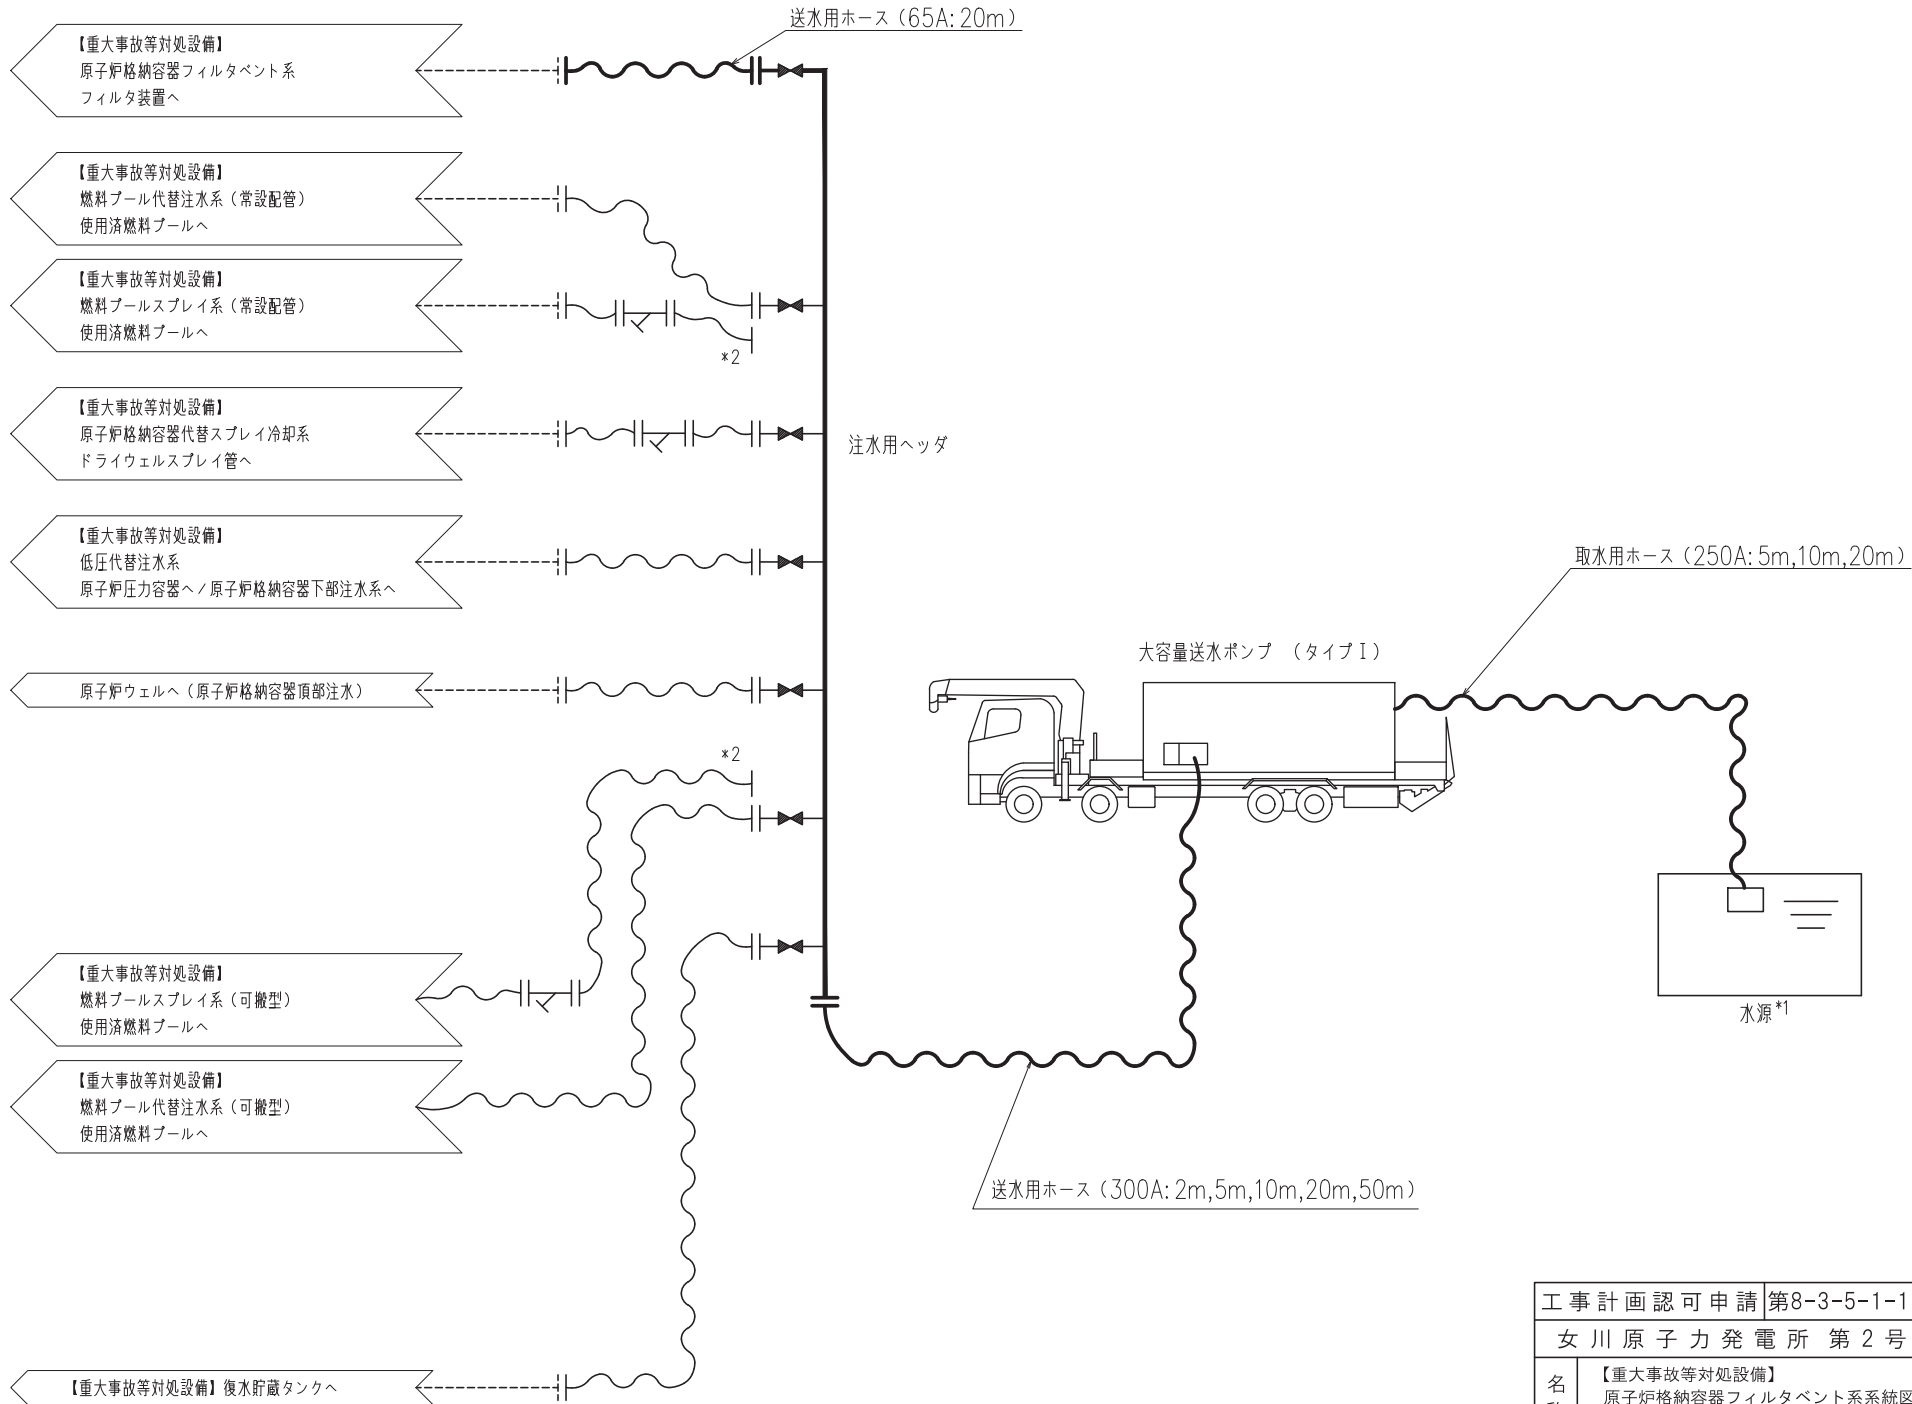 送水用ホース（65A:20m）
【重大事故等対処設備】
原子炉格納容器フィルタベント系
フィルタ装置へ
【重大事故等対処設備】
燃料プール代替注水系（常設配管）
使用済燃料プールへ
【重大事故等対処設備】
燃料プールスプレイ系（常設配管）
使用済燃料プールへ
*2
【重大事故等対処設備】
原子炉格納容器代替スプレイ冷却系
ドライウェルスプレイ管へ
注水用ヘッダ
【重大事故等対処設備】
低圧代替注水系
原子炉圧力容器へ／原子炉格納容器下部注水系へ
取水用ホース（250A:5m,10m,20m）
大容量送水ポンプ （タイプⅠ）
原子炉ウェルへ（原子炉格納容器頂部注水）
*2
【重大事故等対処設備】
燃料プールスプレイ系（可搬型）
使用済燃料プールへ
水源*1
【重大事故等対処設備】
燃料プール代替注水系（可搬型）
使用済燃料プールへ
送水用ホース（300A:2m,5m,10m,20m,50m）
【重大事故等対処設備】復水貯蔵タンクへ
工事計画認可申請 第8-3-5-1-1
女川原子力発電所 第2号
名
【重大事故等対処設備】
原子炉格納容器フィルタベント系系統図